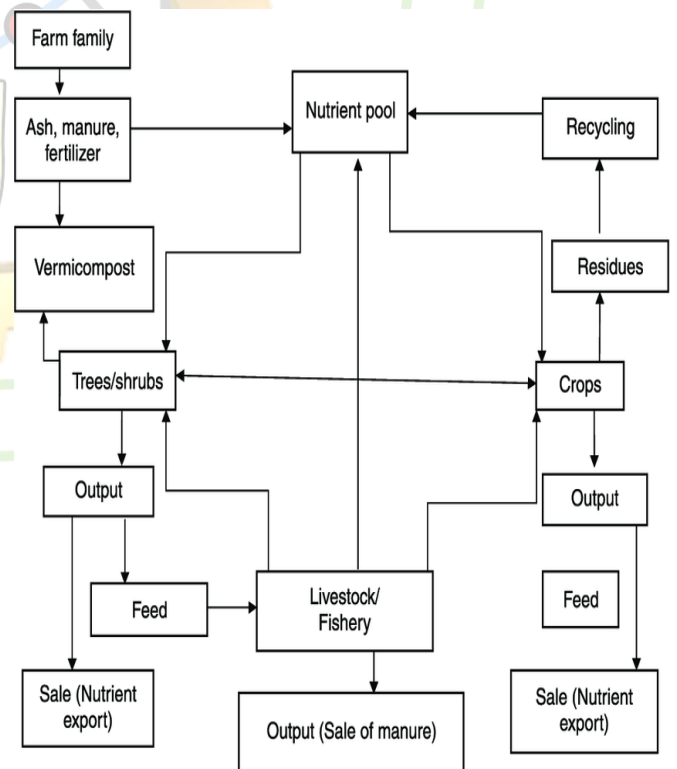 Farm family
Nutrient pool
Ash, manure,
fertilizer
Recycling
Vermicompost
Residues
Trees/shrubs
Crops
Output
Output
Feed
Livestock/
Fishery
Feed
Sale (Nutrient
export)
Output (Sale of manure)
Sale (Nutrient
export)